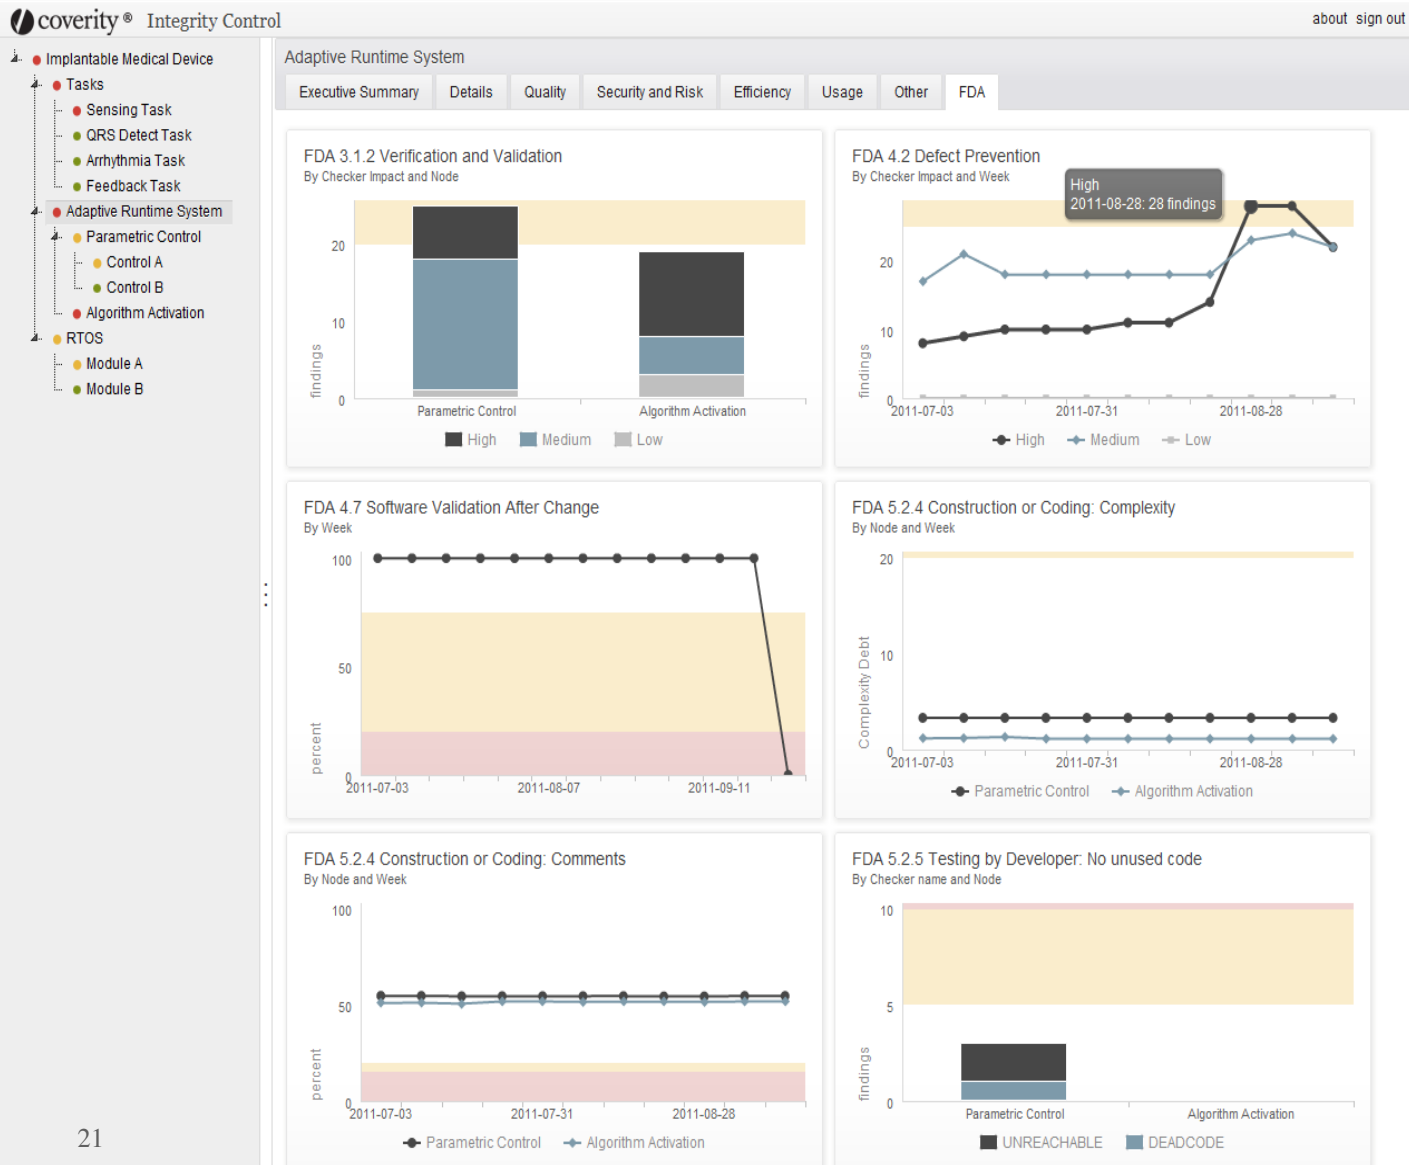 coverity® Integrity Control
about sign out
Implantable Medical Device
Tasks
Sensing Task
QRS Detect Task
Arrhythmia Task
Feedback Task
Adaptive Runtime System
Parametric Control
Control A
Control B
Algorithm Activation
RTOS
Module A
Module B
21
Adaptive Runtime System
Executive Summary Details Quality Security and Risk Efficiency Usage Other FDA
FDA 3.1.2 Verification and Validation
By Checker Impact and Node
20
10
0
findings
Parametric Control Algorithm Activation
High Medium Low
FDA 4.2 Defect Prevention
By Checker Impact and Week
High
2011-08-28: 28 findings
20
10
0
findings
2011-07-03 2011-07-31 2011-08-28
High Medium Low
FDA 4.7 Software Validation After Change
By Week
100
50
0
percent
2011-07-03 2011-08-07 2011-09-11
FDA 5.2.4 Construction or Coding: Complexity
By Node and Week
20
10
0
Complexity Debt
2011-07-03 2011-07-31 2011-08-28
Parametric Control Algorithm Activation
FDA 5.2.4 Construction or Coding: Comments
By Node and Week
100
50
0
percent
2011-07-03 2011-07-31 2011-08-28
Parametric Control Algorithm Activation
FDA 5.2.5 Testing by Developer: No unused code
By Checker name and Node
10
5
0
findings
Parametric Control Algorithm Activation
UNREACHABLE DEADCODE